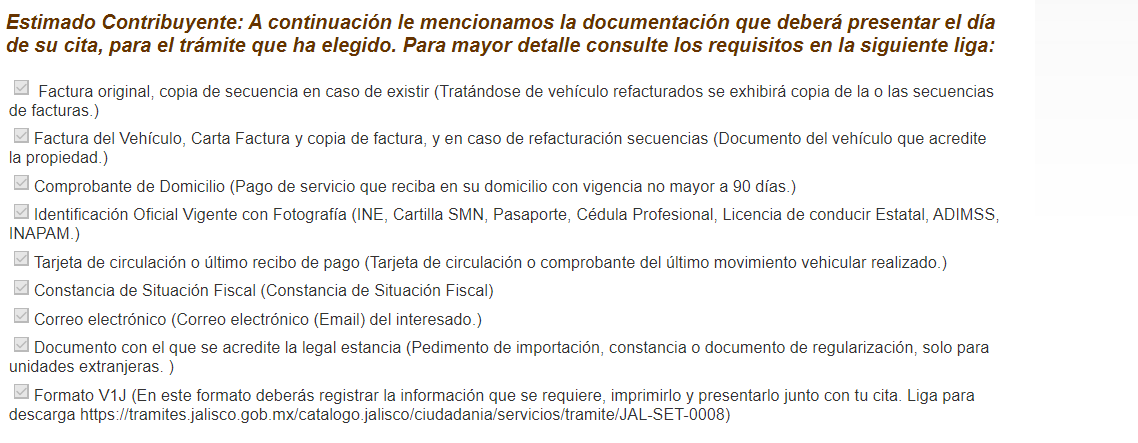 Estimado Contribuyente: A continuación le mencionamos la documentación que deberá presentar el día
de su cita, para el trámite que ha elegido. Para mayor detalle consulte los requisitos en la siguiente liga:
Factura original, copia de secuencia en caso de existir (Tratándose de vehículo refacturados se exhibirá copia de la o las secuencias
de facturas.)
Factura del Vehículo, Carta Factura y copia de factura, y en caso de refacturación secuencias (Documento del vehículo que acredite
la propiedad.)
Comprobante de Domicilio (Pago de servicio que reciba en su domicilio con vigencia no mayor a 90 días.)
Identificación Oficial Vigente con Fotografía (INE, Cartilla SMN, Pasaporte, Cédula Profesional, Licencia de conducir Estatal, ADIMSS,
INAPAM.)
Tarjeta de circulación o último recibo de pago (Tarjeta de circulación o comprobante del último movimiento vehicular realizado.)
Constancia de Situación Fiscal (Constancia de Situación Fiscal)
Correo electrónico (Correo electrónico (Email) del interesado.)
Documento con el que se acredite la legal estancia (Pedimento de importación, constancia o documento de regularización, solo para
unidades extranjeras. )
Formato V1J (En este formato deberás registrar la información que se requiere, imprimirlo y presentarlo junto con tu cita. Liga para
descarga https://tramites.jalisco.gob.mx/catalogo.jalisco/ciudadania/servicios/tramite/JAL-SET-0008)